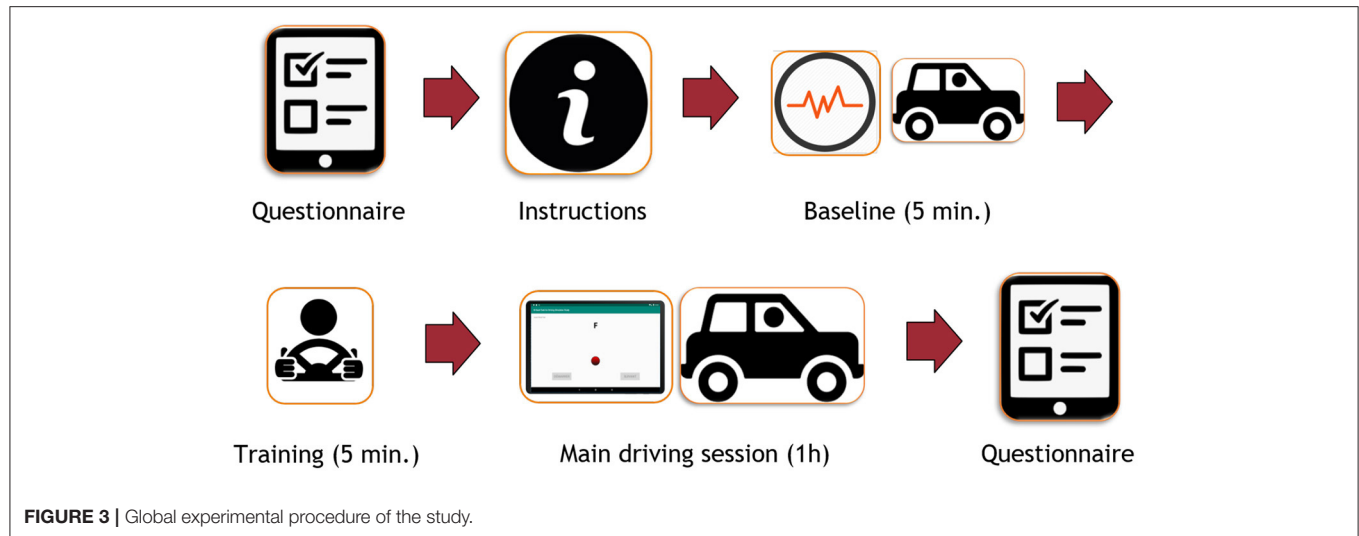 Questionnaire
Instructions
Baseline (5 min.)
Training (5 min.)
F
Main driving session (1h)
Questionnaire
FIGURE 3 | Global experimental procedure of the study.